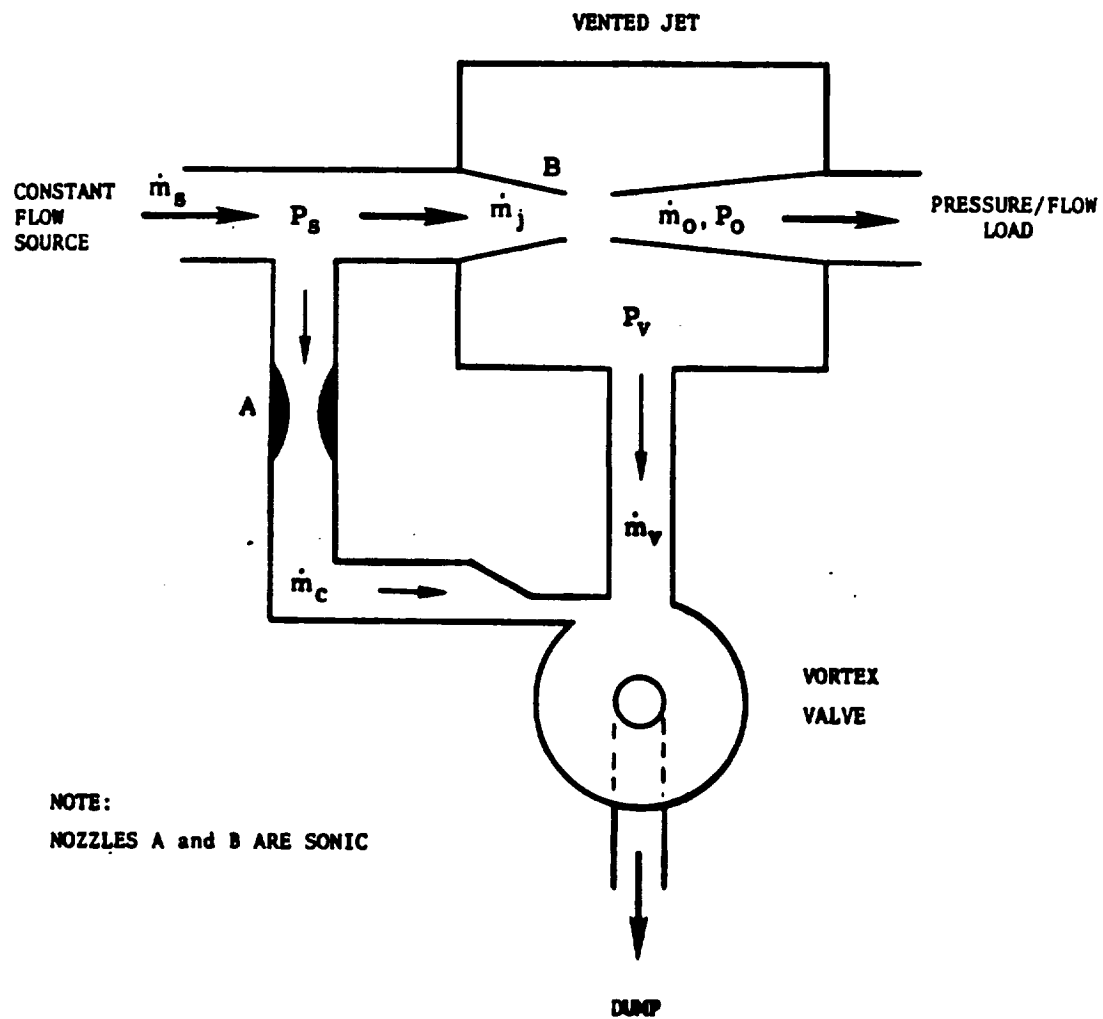 VENTED JET
B
CONSTANT
FLOW
SOURCE
ṁs
Ps
ṁj
ṁo, Po
PRESSURE/FLOW
LOAD
Pv
A
ṁv
ṁc
VORTEX
VALVE
NOTE:
NOZZLES A and B ARE SONIC
DUMP